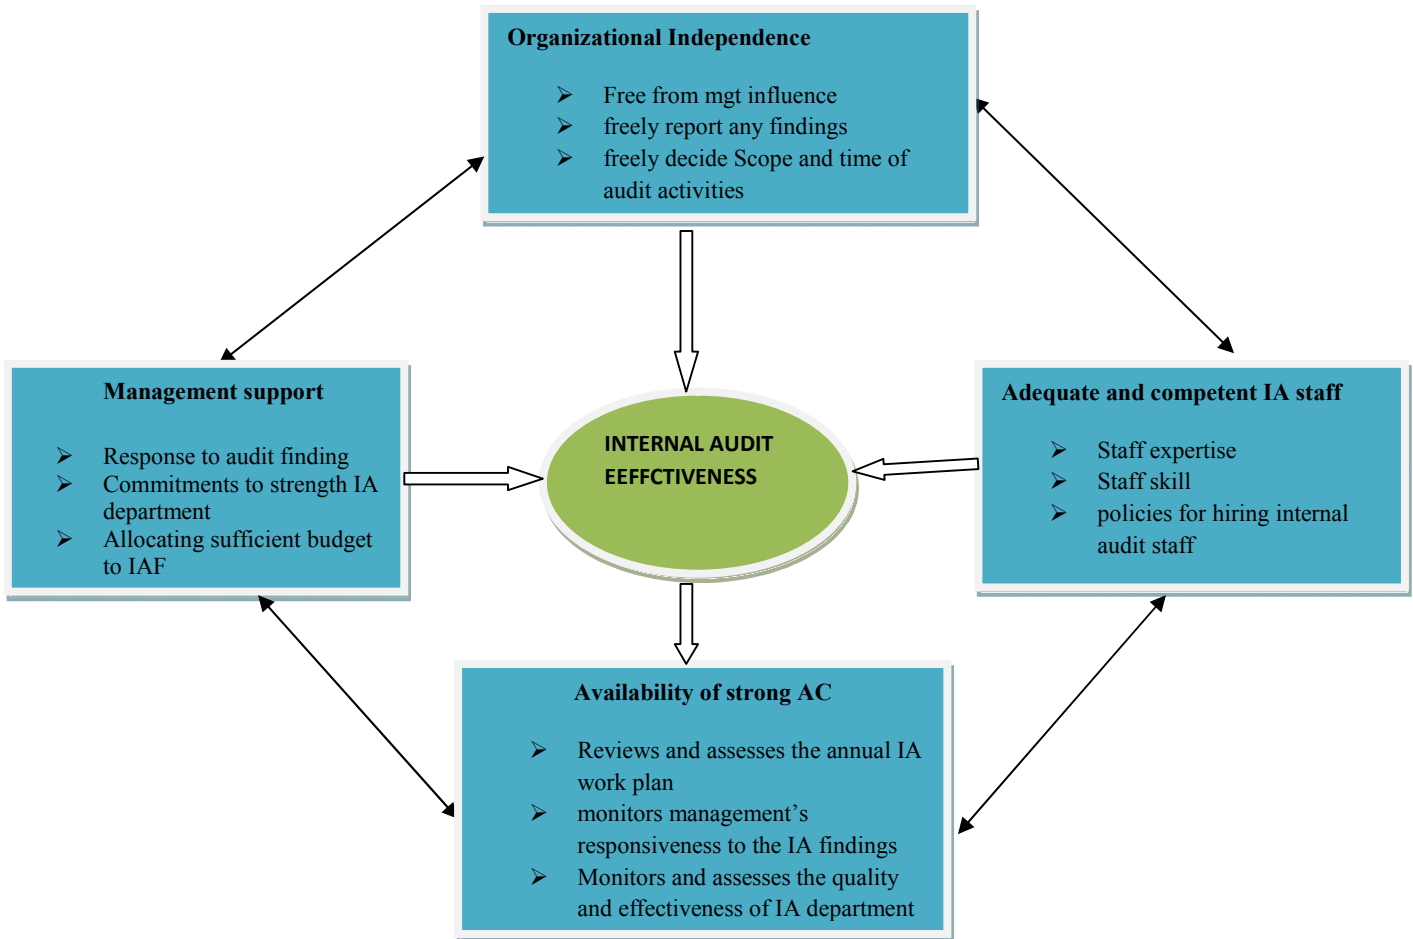 Organizational Independence
➢ Free from mgt influence
➢ freely report any findings
➢ freely decide Scope and time of
audit activities
Management support
➢ Response to audit finding
➢ Commitments to strength IA
department
➢ Allocating sufficient budget
to IAF
INTERNAL AUDIT
EEFFCTIVENESS
Adequate and competent IA staff
➢ Staff expertise
➢ Staff skill
➢ policies for hiring internal
audit staff
Availability of strong AC
➢ Reviews and assesses the annual IA
work plan
➢ monitors management’s
responsiveness to the IA findings
➢ Monitors and assesses the quality
and effectiveness of IA department